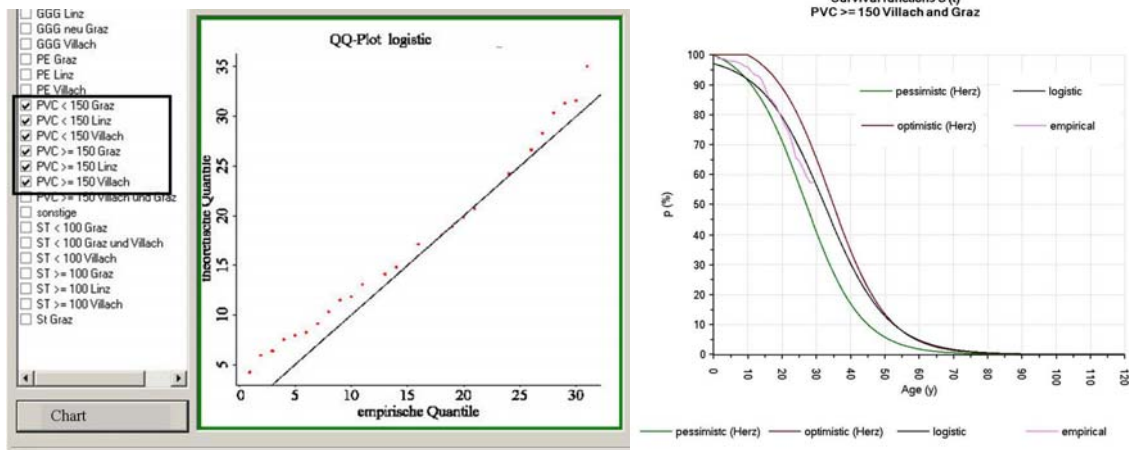 GGG Linz
GGG neu Graz
GGG Villach
PE Graz
PE Linz
PE Villach
PVC < 150 Graz
PVC < 150 Linz
PVC < 150 Villach
PVC >= 150 Graz
PVC >= 150 Linz
PVC >= 150 Villach
PVC >= 150 Villach und Graz
sonstige
ST < 100 Graz
ST < 100 Graz und Villach
ST < 100 Villach
ST >= 100 Graz
ST >= 100 Linz
ST >= 100 Villach
St Graz
Chart
QQ-Plot logistic
theoretische Quantile
35
30
25
20
15
10
5
0 5 10 15 20 25 30
empirische Quantile
Survival functions S (t)
PVC >= 150 Villach and Graz
p (%)
100
90
80
70
60
50
40
30
20
10
0
pessimistc (Herz) logistic
optimistic (Herz) empirical
0 10 20 30 40 50 60 70 80 90 100 110 120
Age (y)
pessimistc (Herz) optimistic (Herz) logistic empirical